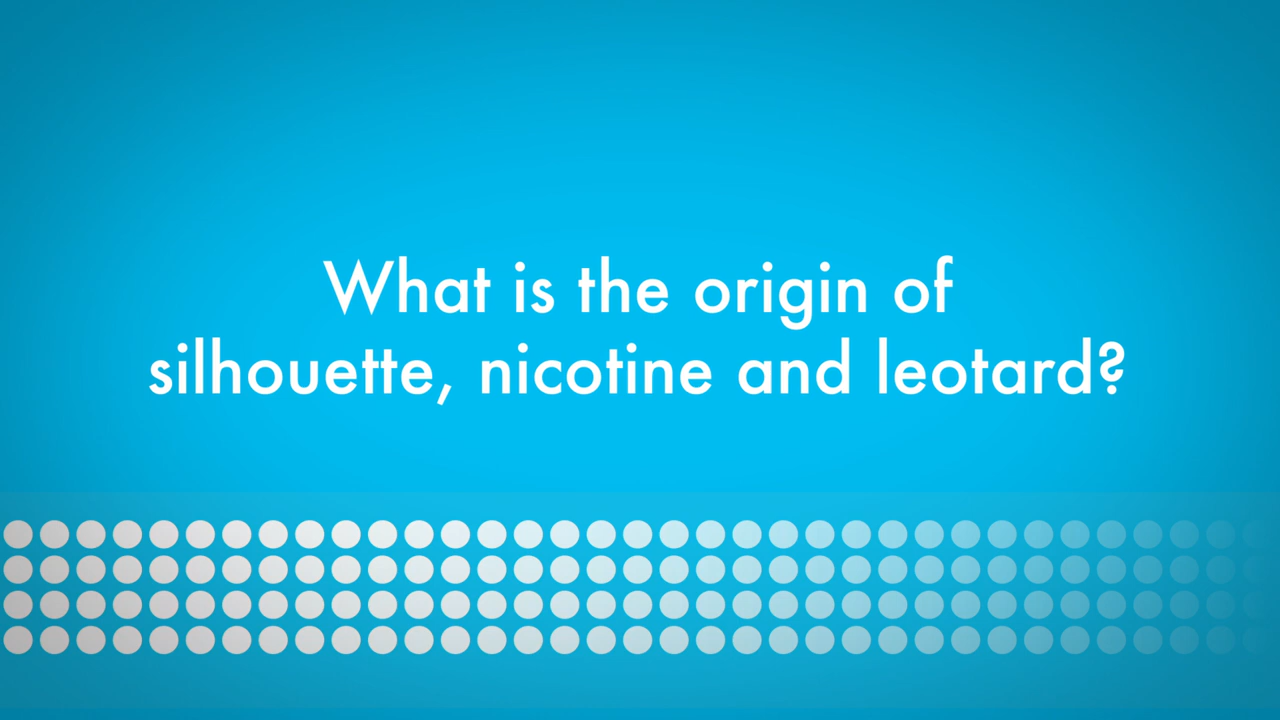 What is the origin of
silhouette, nicotine and leotard?